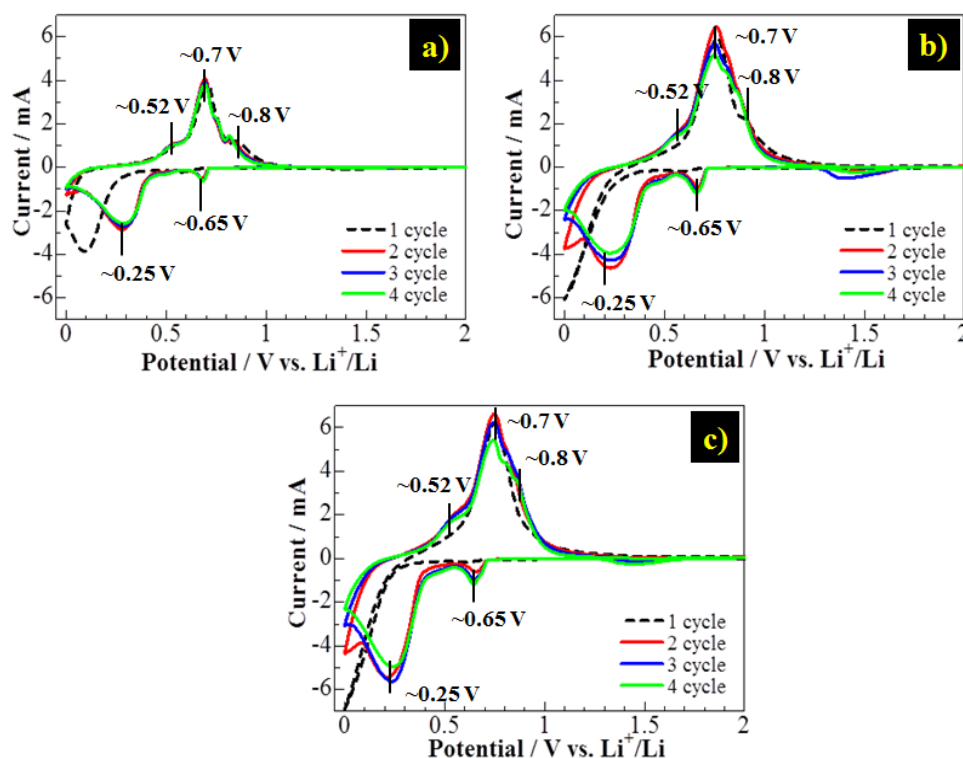 a)
~0.7 V
~0.52 V
~0.8 V
~0.65 V
~0.25 V
6
4
2
0
-2
-4
-6
Current / mA
1 cycle
2 cycle
3 cycle
4 cycle
0 0.5 1 1.5 2
Potential / V vs. Li⁺/Li
b)
~0.7 V
~0.52 V
~0.8 V
~0.65 V
~0.25 V
6
4
2
0
-2
-4
-6
Current / mA
1 cycle
2 cycle
3 cycle
4 cycle
0 0.5 1 1.5 2
Potential / V vs. Li⁺/Li
c)
~0.7 V
~0.8 V
~0.52 V
~0.65 V
~0.25 V
6
4
2
0
-2
-4
-6
Current / mA
1 cycle
2 cycle
3 cycle
4 cycle
0 0.5 1 1.5 2
Potential / V vs. Li⁺/Li